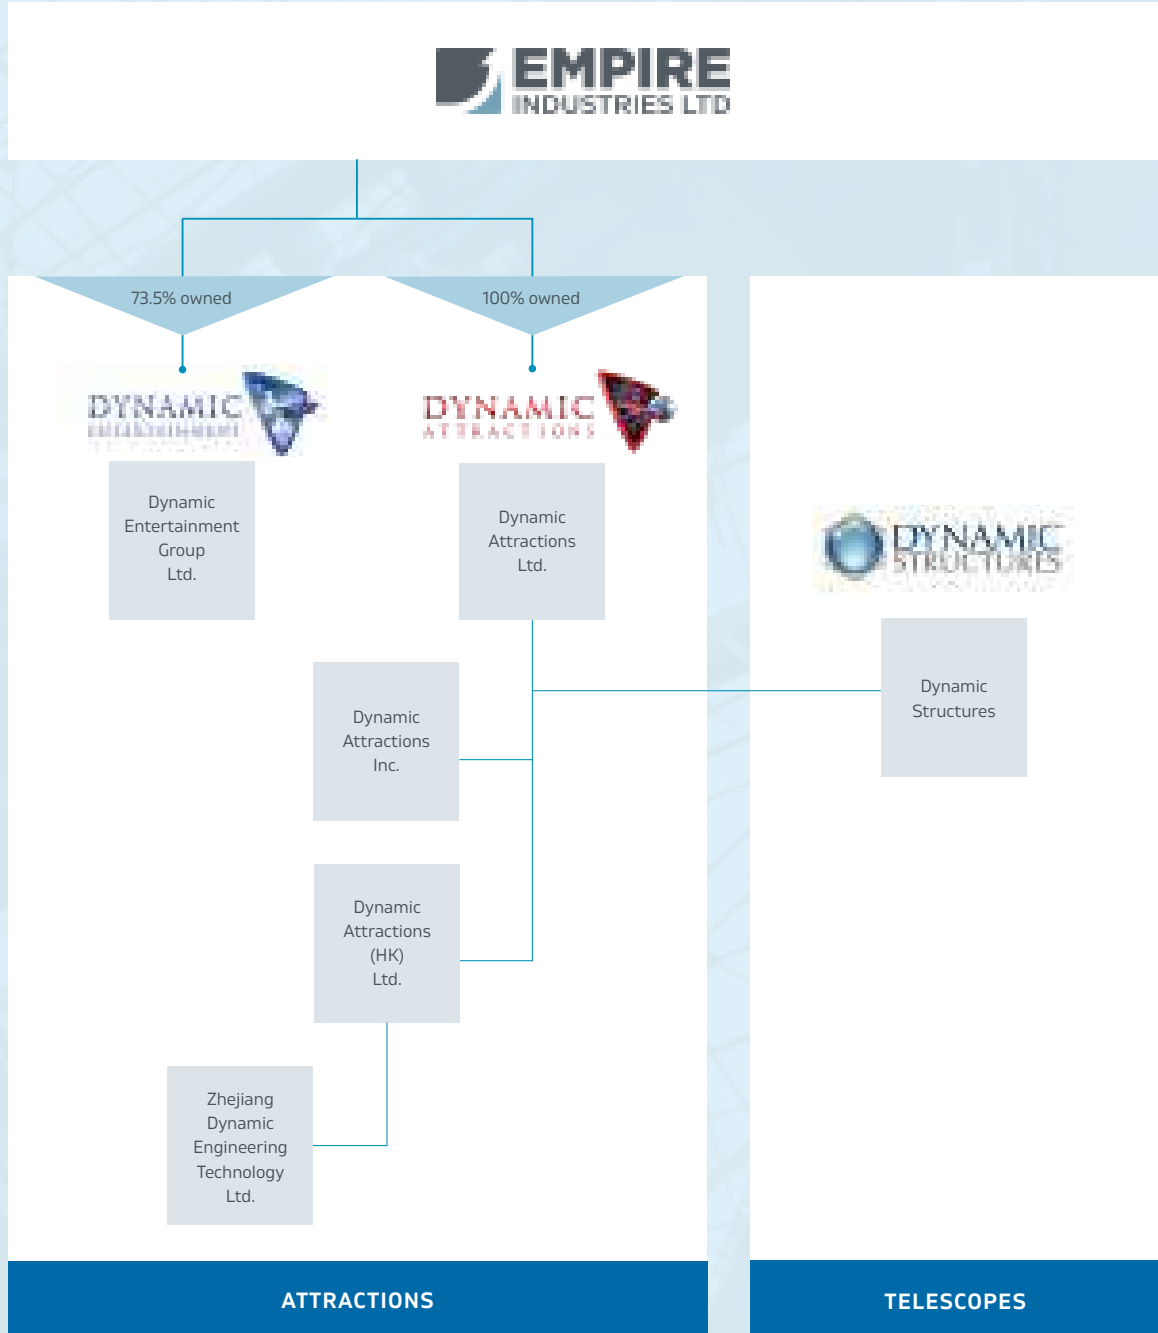 EMPIRE
INDUSTRIES LTD
73.5% owned
100% owned
DYNAMIC
ENTERTAINMENT
DYNAMIC
ATTRACTIONS
Dynamic
Entertainment
Group
Ltd.
Dynamic
Attractions
Ltd.
DYNAMIC
STRUCTURES
Dynamic
Structures
Dynamic
Attractions
Inc.
Dynamic
Attractions
(HK)
Ltd.
Zhejiang
Dynamic
Engineering
Technology
Ltd.
ATTRACTIONS
TELESCOPES